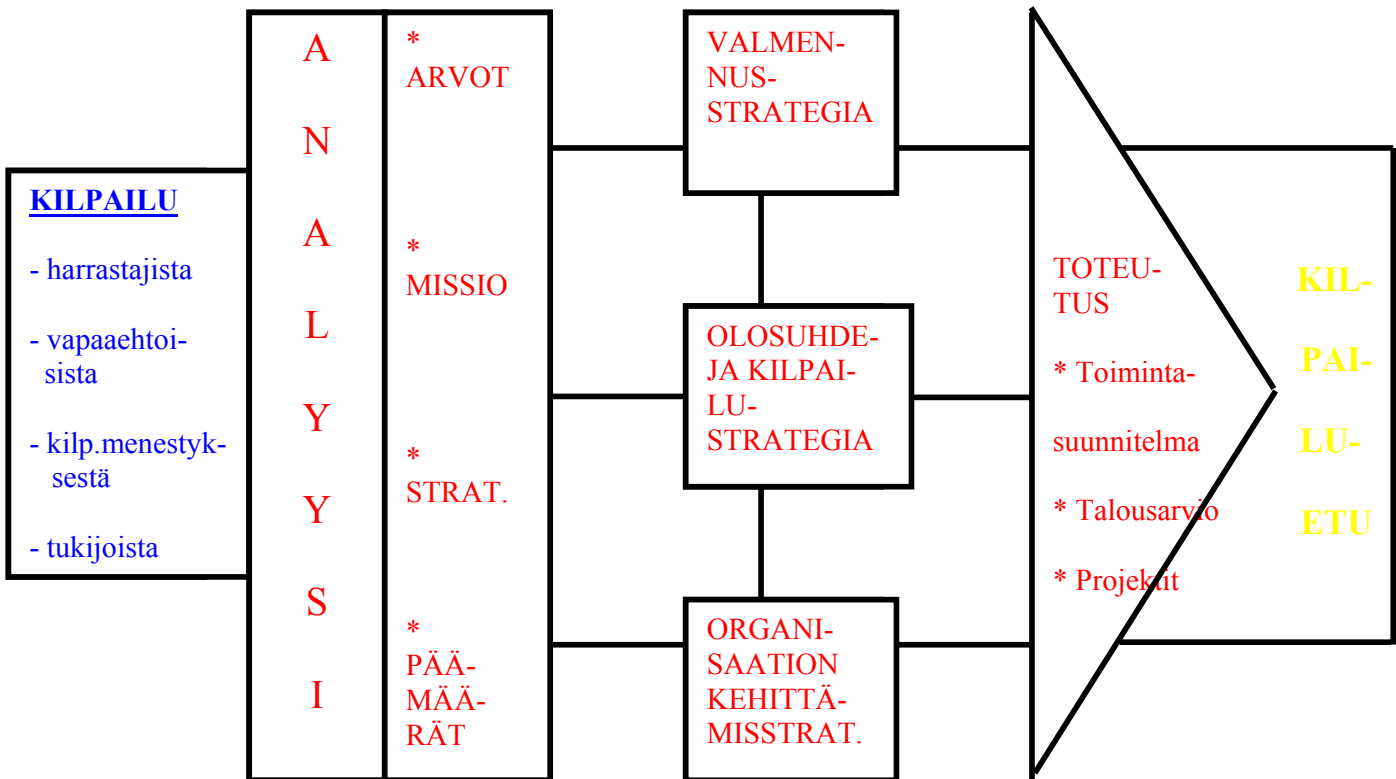 KILPAILU
- harrastajista
- vapaaehtoi-
sista
- kilp.menestyk-
sestä
- tukijoista
A
N
A
L
Y
Y
S
I
*
ARVOT
*
MISSIO
*
STRAT.
*
PÄÄ-
MÄÄ-
RÄT
VALMEN-
NUS-
STRATEGIA
OLOSUHDE-
JA KILPAI-
LU-
STRATEGIA
ORGANI-
SAATION
KEHITTÄ-
MISSTRAT.
TOTEU-
TUS
* Toiminta-
suunnitelma
* Talousarvio
* Projektit
KIL-
PAI-
LU-
ETU